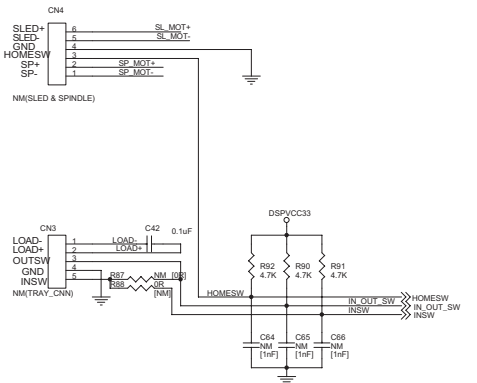 CN4
SLED+ 6 SL_MOT+
SLED- 5 SL_MOT-
GND 4
HOMESW 3
SP+ 2 SP_MOT+
SP- 1 SP_MOT-
NM(SLED & SPINDLE)
CN3
C42
0.1uF
LOAD- 1 LOAD-
LOAD+ 2 LOAD+
OUTSW 3
GND 4
INSW 5
R87 NM [0R]
R88 0R
[NM]
NM(TRAY_CNN)
DSPVCC33
R92 R90 R91
4.7K 4.7K 4.7K
HOMESW HOMESW
IN_OUT_SW IN_OUT_SW
INSW INSW
C64 C65 C66
NM NM NM
[1nF] [1nF] [1nF]